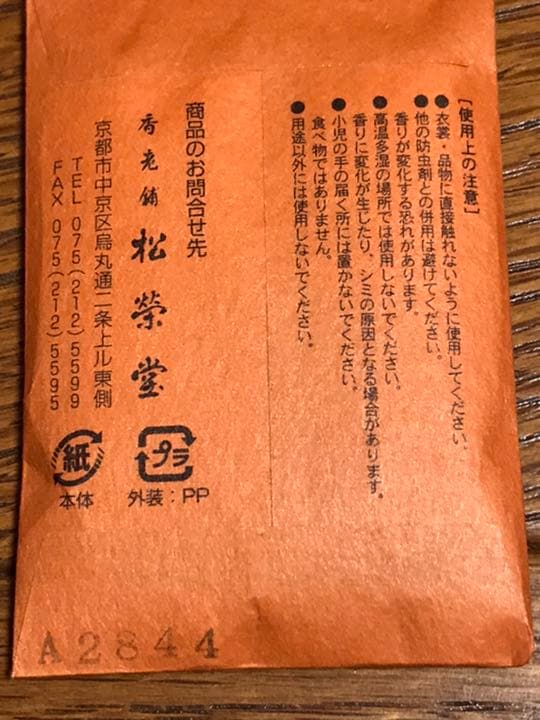 ［使用上の注意］
●衣裳・品物に直接触れないように使用してください。
●他の防虫剤との併用は避けてください。
香りが変化する恐れがあります。
●高温多湿の場所では使用しないでください。
香りに変化が生じたり、シミの原因となる場合があります。
●小児の手の届く所には置かないでください。
食べ物ではありません。
●用途以外には使用しないでください。
商品のお問合せ先
香老舗 松榮堂
京都市中京区烏丸通二条上ル東側
TEL 075(212)5599
FAX 075(212)5595
プラ
外装：PP
紙
本体
A2844